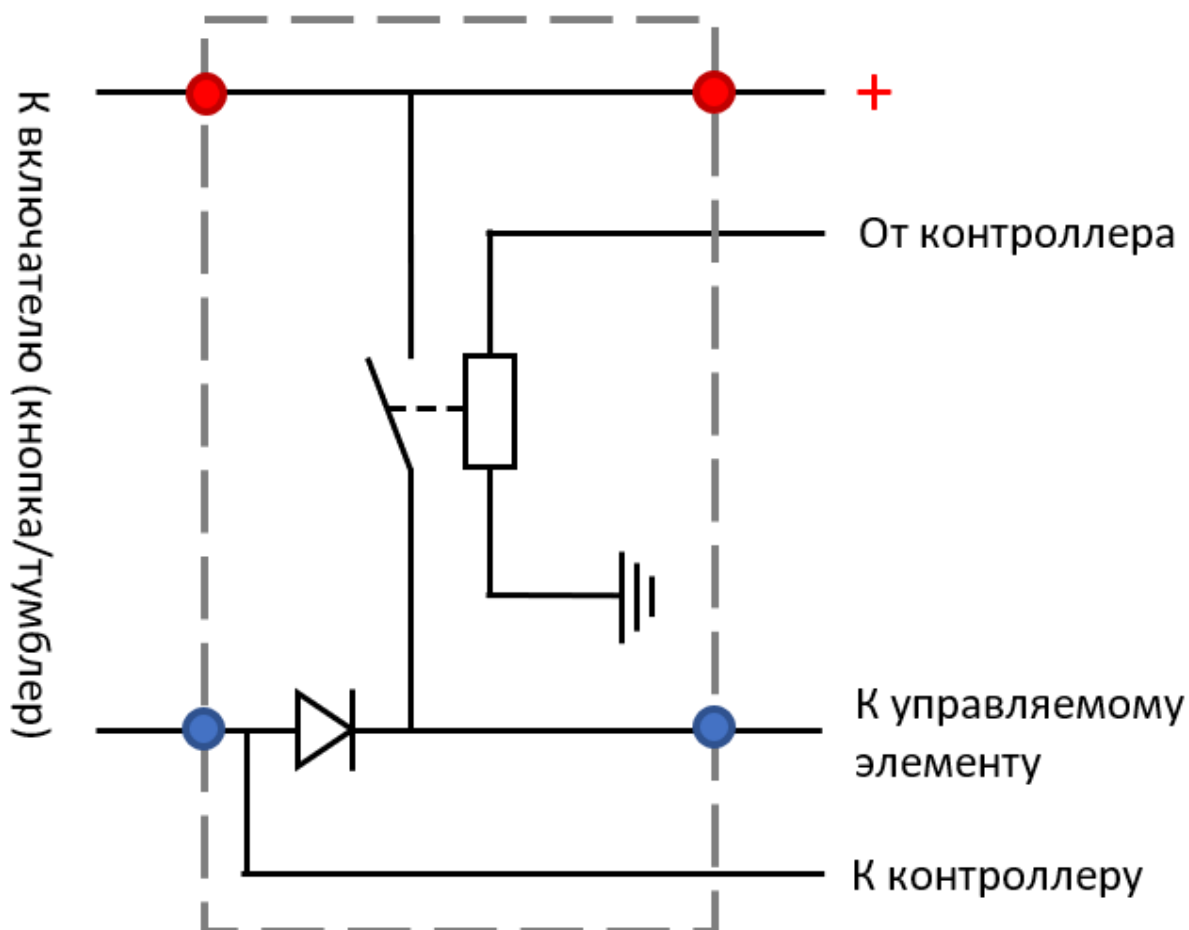 К включателю (кнопка/тумблер)
+
От контроллера
К управляемому
элементу
К контроллеру